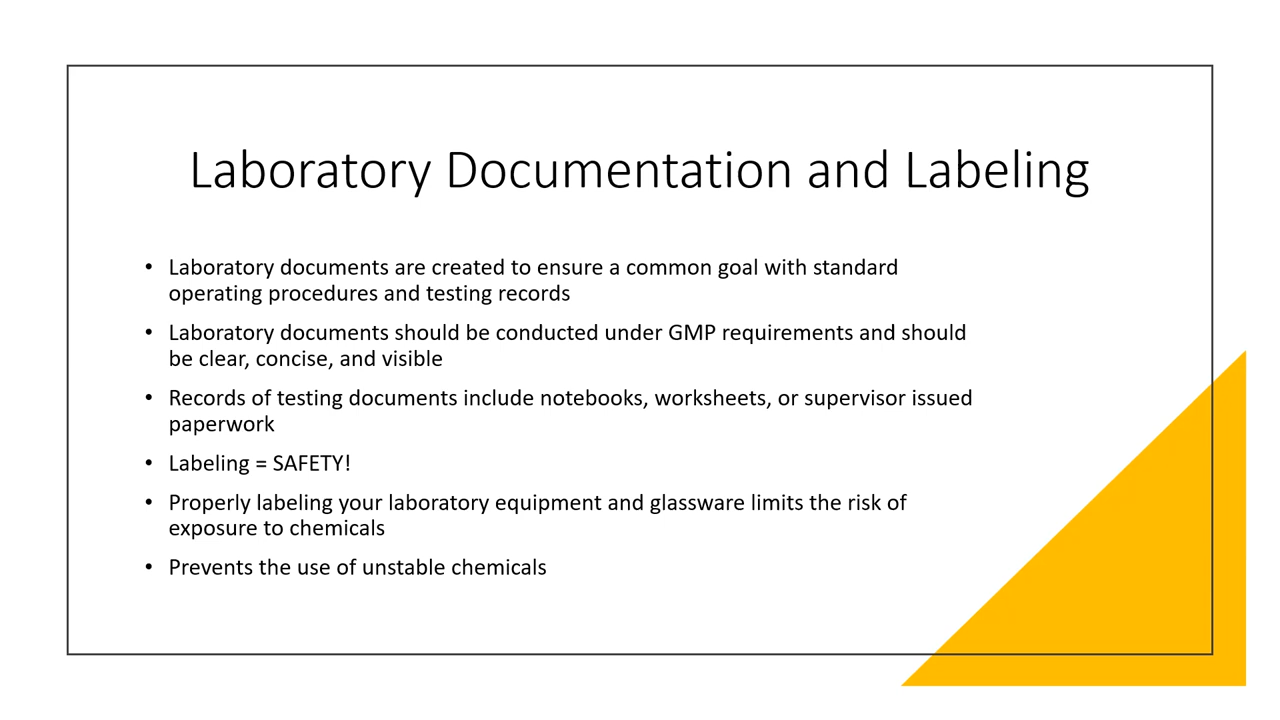 Laboratory Documentation and Labeling
• Laboratory documents are created to ensure a common goal with standard
operating procedures and testing records
• Laboratory documents should be conducted under GMP requirements and should
be clear, concise, and visible
• Records of testing documents include notebooks, worksheets, or supervisor issued
paperwork
• Labeling = SAFETY!
• Properly labeling your laboratory equipment and glassware limits the risk of
exposure to chemicals
• Prevents the use of unstable chemicals